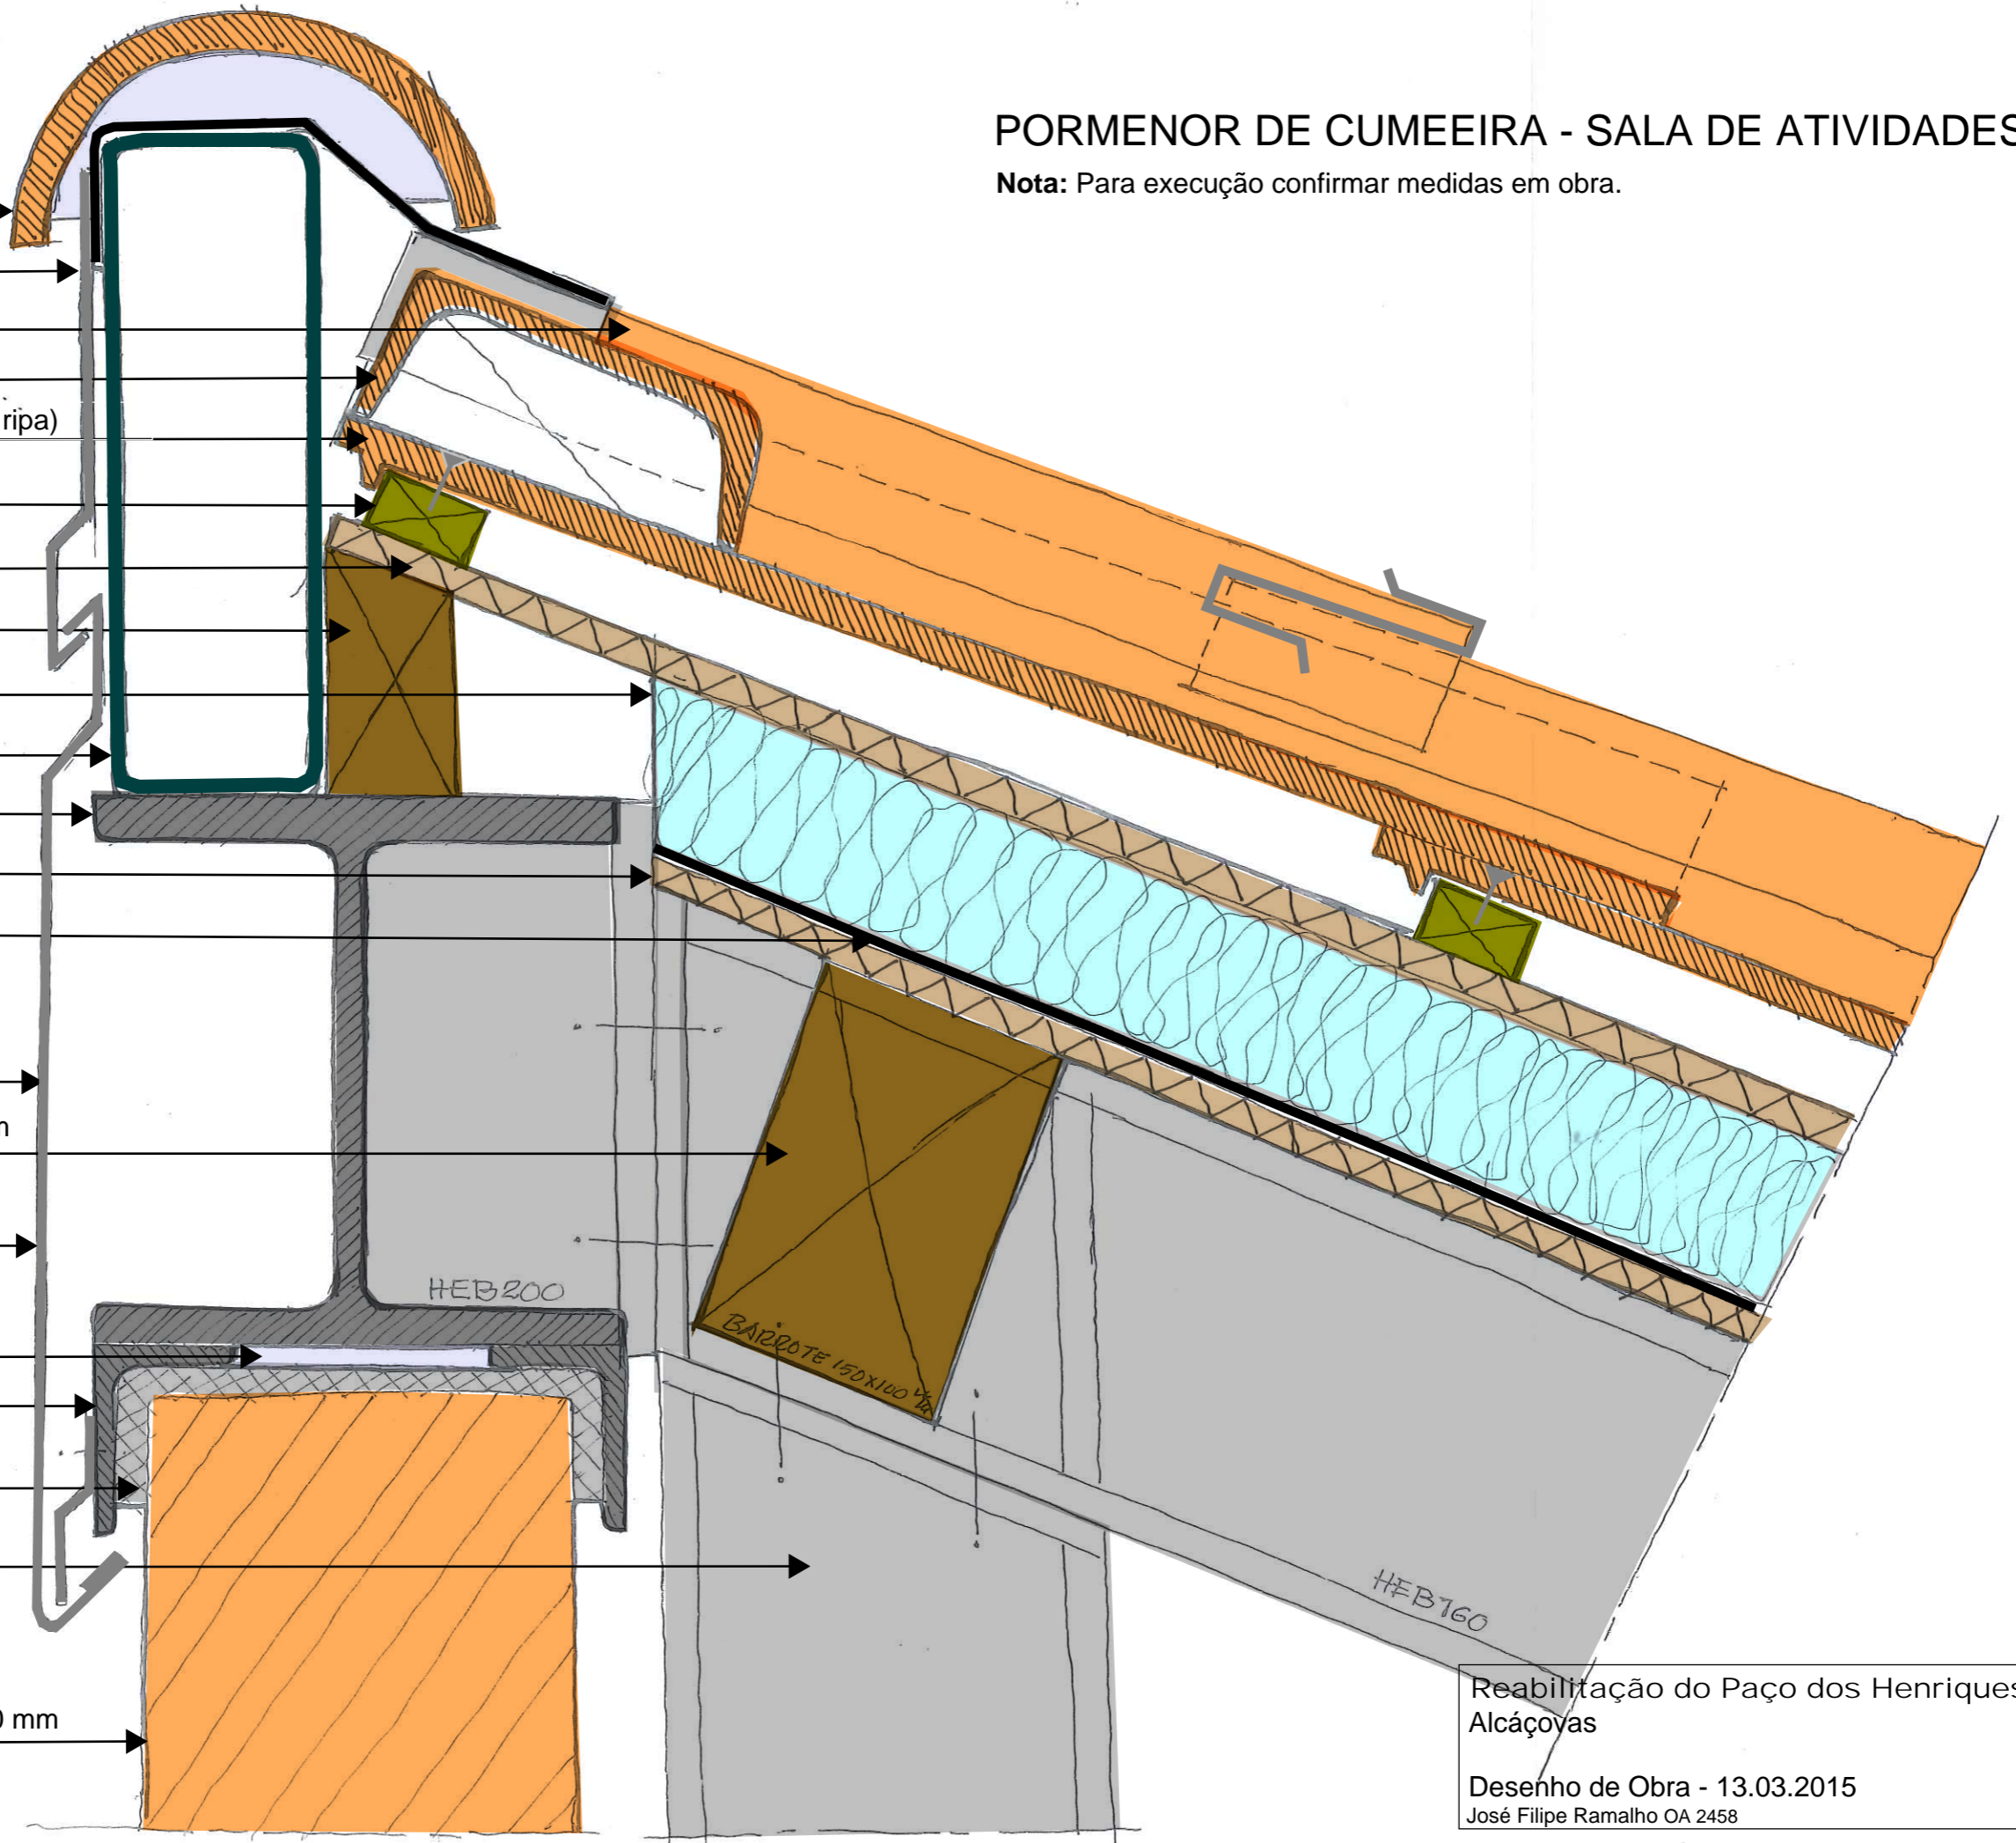 PORMENOR DE CUMEEIRA - SALA DE ATIVIDADES
Nota: Para execução confirmar medidas em obra.
ripa)
HEB200
BARROTE 150x100
HEB160
0 mm
Reabilitação do Paço dos Henriques
Alcáçovas
Desenho de Obra - 13.03.2015
José Filipe Ramalho OA 2458